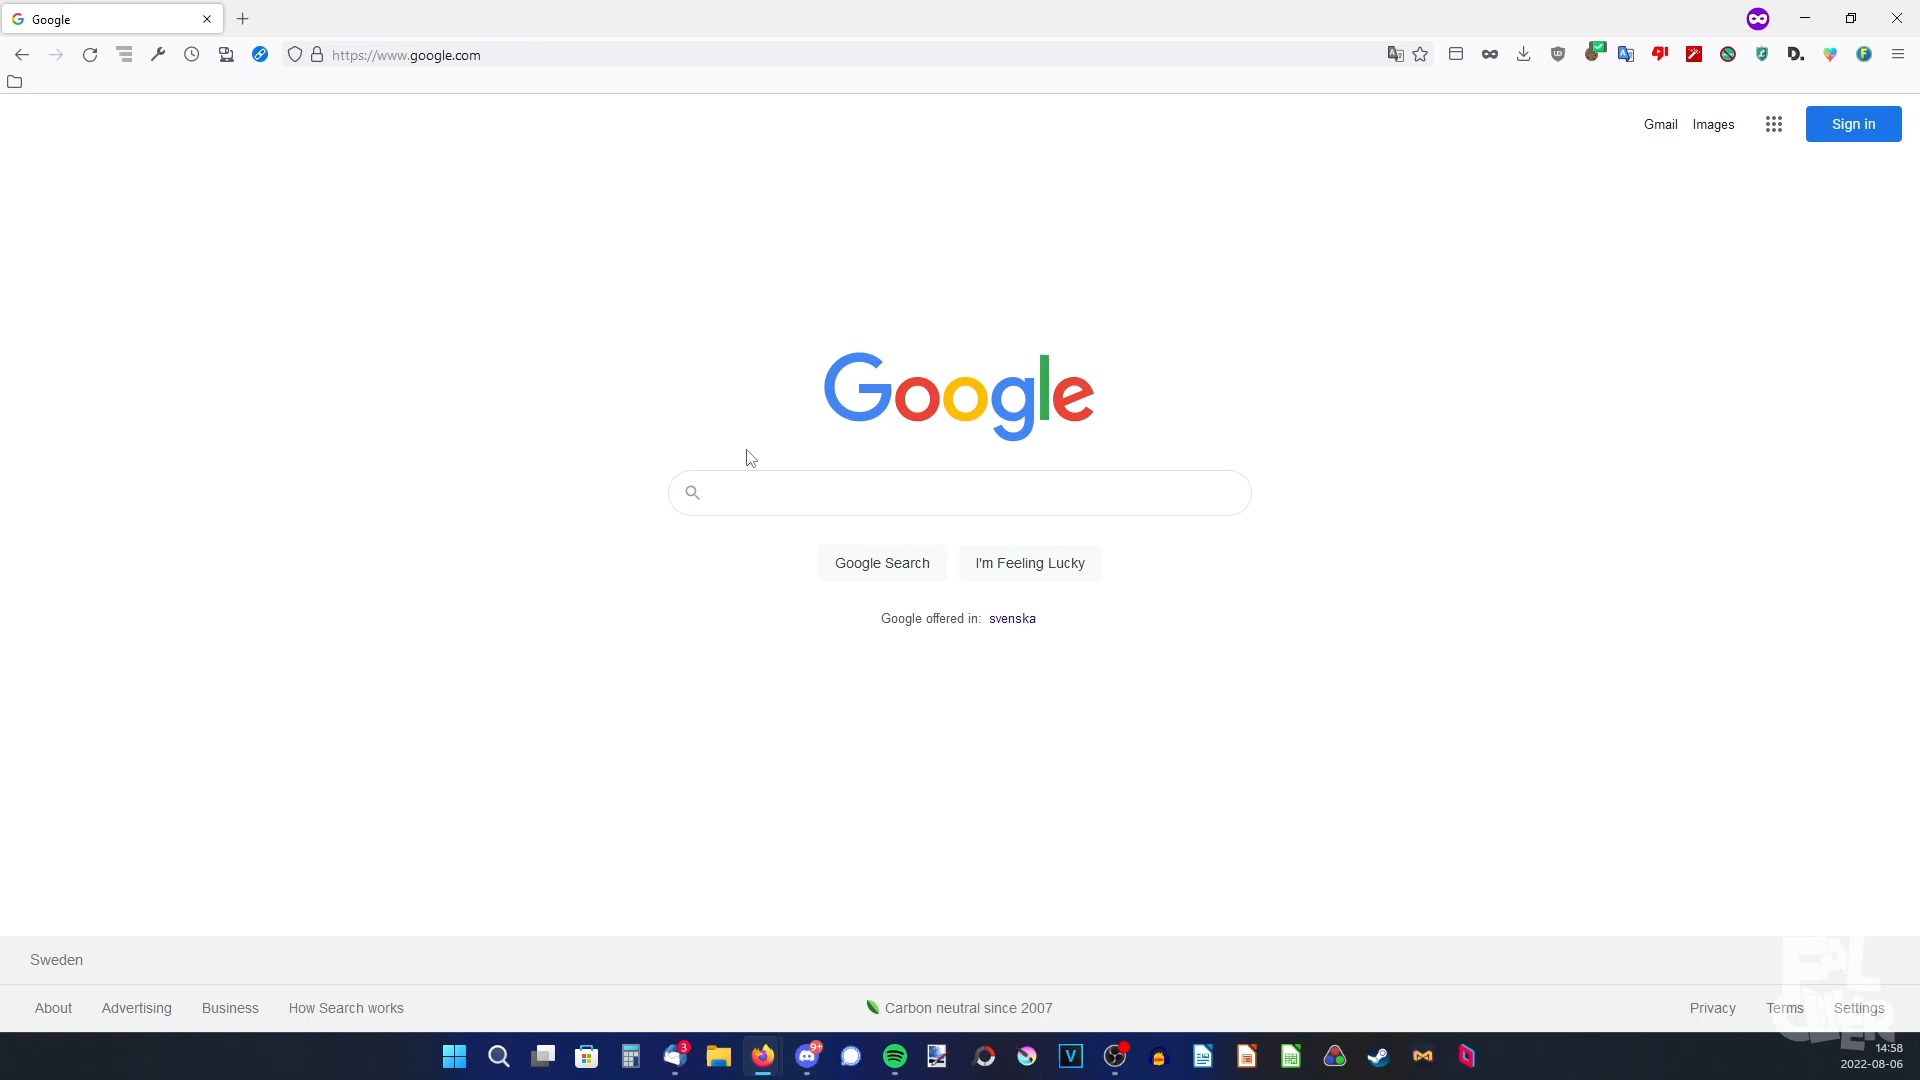 Google
https://www.google.com
Gmail Images Sign in
Google
Google Search I'm Feeling Lucky
Google offered in: svenska
Sweden
About Advertising Business How Search works Carbon neutral since 2007 Privacy Terms Settings
14:58
2022-08-06